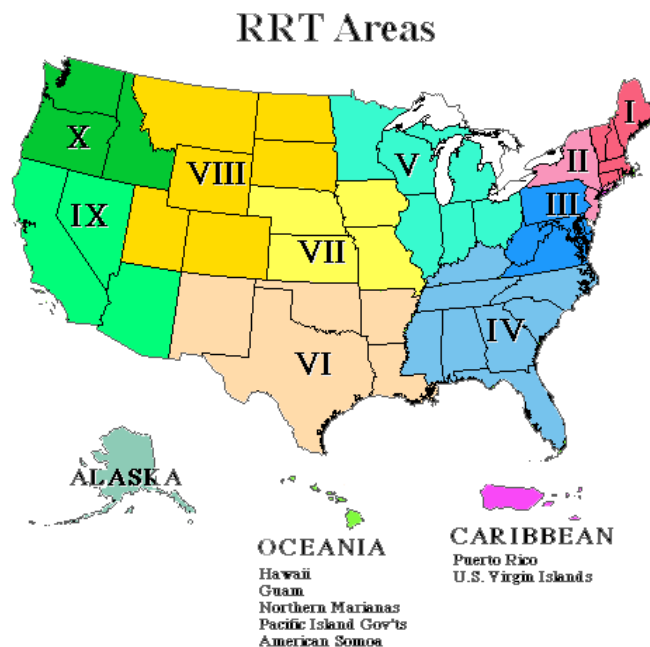 RRT Areas
I
X
V
II
VIII
III
IX
VII
IV
VI
ALASKA
OCEANIA
Hawaii
Guam
Northern Marianas
Pacific Island Gov'ts
American Somoa
CARIBBEAN
Puerto Rico
U.S. Virgin Islands